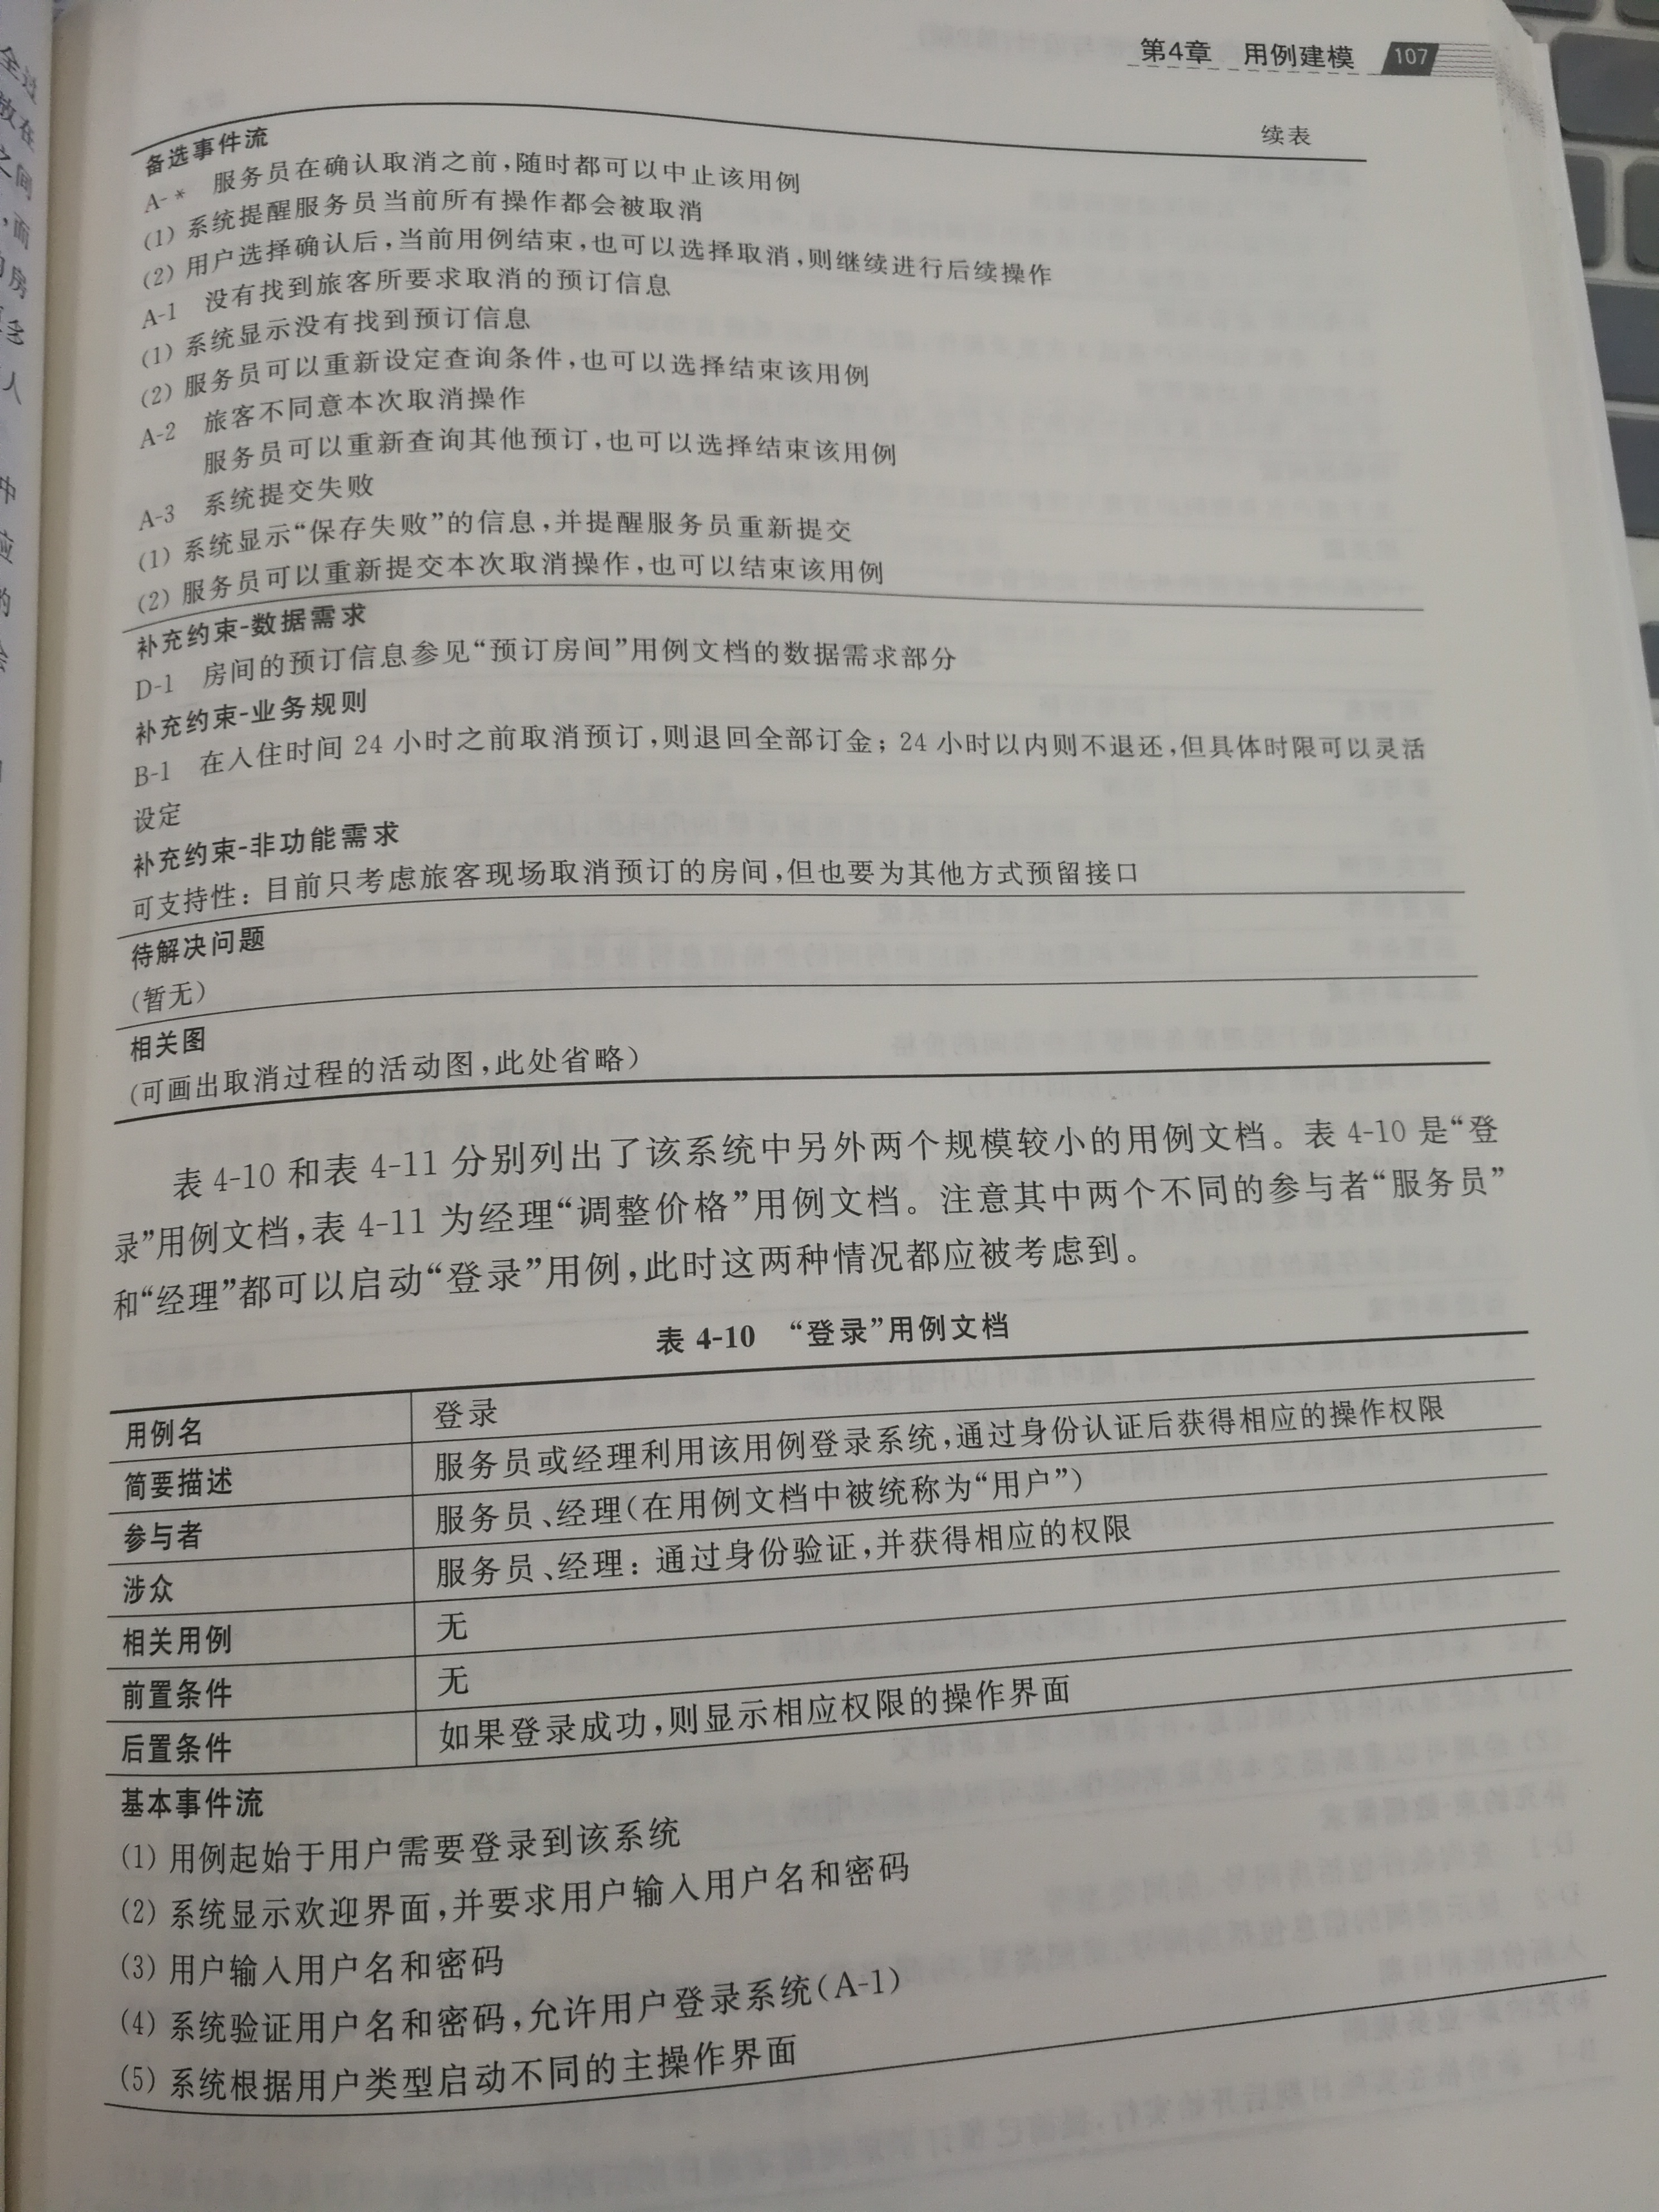 第4章 用例建模 107
续表
备选事件流
A-* 服务员在确认取消之前,随时都可以中止该用例
(1) 系统提醒服务员当前所有操作都会被取消
(2) 用户选择确认后,当前用例结束,也可以选择取消,则继续进行后续操作
A-1 没有找到旅客所要求取消的预订信息
(1) 系统显示没有找到预订信息
(2) 服务员可以重新设定查询条件,也可以选择结束该用例
A-2 旅客不同意本次取消操作
服务员可以重新查询其他预订,也可以选择结束该用例
A-3 系统提交失败
(1) 系统显示“保存失败”的信息,并提醒服务员重新提交
(2) 服务员可以重新提交本次取消操作,也可以结束该用例
补充约束-数据需求
D-1 房间的预订信息参见“预订房间”用例文档的数据需求部分
补充约束-业务规则
B-1 在入住时间 24 小时之前取消预订,则退回全部订金; 24 小时以内则不退还,但具体时限可以灵活
设定
补充约束-非功能需求
可支持性: 目前只考虑旅客现场取消预订的房间,但也要为其他方式预留接口
待解决问题
(暂无)
相关图
(可画出取消过程的活动图,此处省略)
表 4-10 和表 4-11 分别列出了该系统中另外两个规模较小的用例文档。表 4-10 是“登
录”用例文档,表 4-11 为经理“调整价格”用例文档。注意其中两个不同的参与者“服务员”
和“经理”都可以启动“登录”用例,此时这两种情况都应被考虑到。
表 4-10 “登录”用例文档
用例名 登录
简要描述 服务员或经理利用该用例登录系统,通过身份认证后获得相应的操作权限
参与者 服务员、经理(在用例文档中被统称为“用户”)
涉众 服务员、经理: 通过身份验证,并获得相应的权限
相关用例 无
前置条件 无
后置条件 如果登录成功,则显示相应权限的操作界面
基本事件流
(1) 用例起始于用户需要登录到该系统
(2) 系统显示欢迎界面,并要求用户输入用户名和密码
(3) 用户输入用户名和密码
(4) 系统验证用户名和密码,允许用户登录系统(A-1)
(5) 系统根据用户类型启动不同的主操作界面